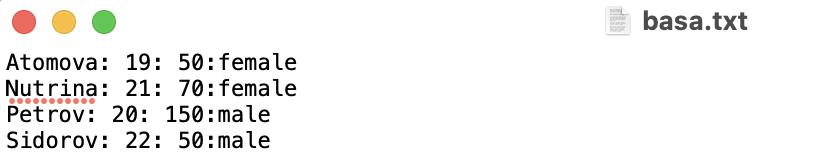 basa.txt
Atomova: 19: 50:female
Nutrina: 21: 70:female
Petrov: 20: 150:male
Sidorov: 22: 50:male